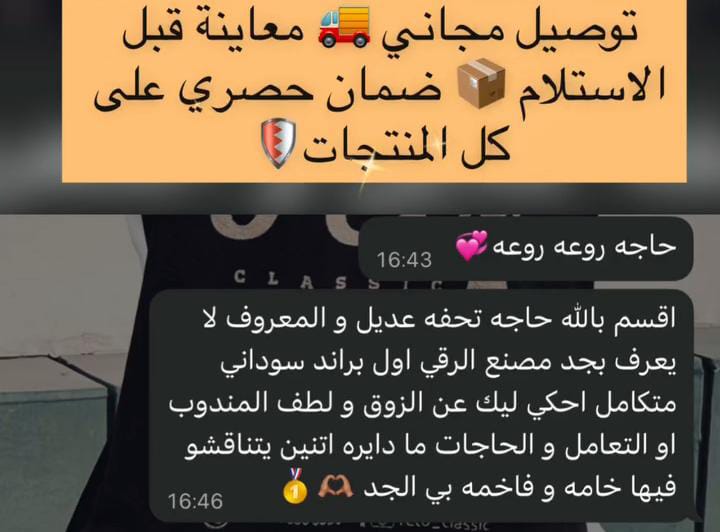 توصيل مجاني 🚚 معاينة قبل
الاستلام 📦 ضمان حصري على
كل المنتجات 🛡️
حاجه روعه روعه 💞
16:43
C L A S S I C
اقسم بالله حاجه تحفه عديل و المعروف لا
يعرف بجد مصنع الرقي اول براند سوداني
متكامل احكي ليك عن الزوق و لطف المندوب
او التعامل و الحاجات ما دايره اتنين يتناقشو
فيها خامه و فاخمه بي الجد 🫶🏽 🏅
16:46